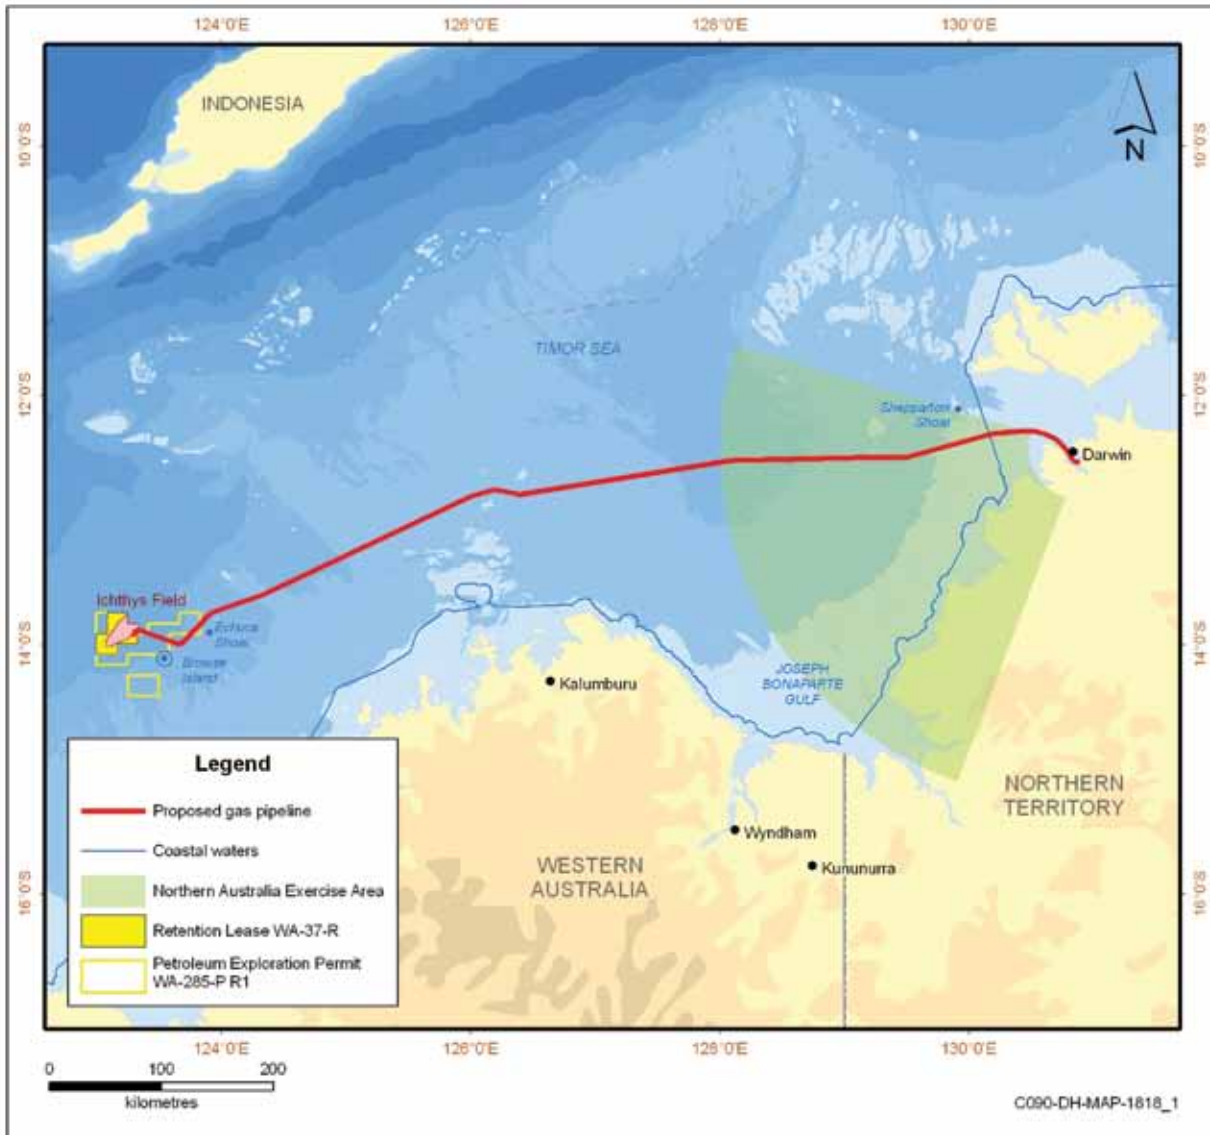 124°0'E
126°0'E
128°0'E
130°0'E
10°0'S
10°0'S
INDONESIA
N
TIMOR SEA
12°0'S
12°0'S
Shepparton
Shoal
Darwin
Ichthys Field
Echuca
Shoal
14°0'S
14°0'S
Browse
Island
Kalumburu
JOSEPH
BONAPARTE
GULF
NORTHERN
TERRITORY
Wyndham
WESTERN
AUSTRALIA
Kununurra
16°0'S
16°0'S
Legend
Proposed gas pipeline
Coastal waters
Northern Australia Exercise Area
Retention Lease WA-37-R
Petroleum Exploration Permit
WA-285-P R1
124°0'E
126°0'E
128°0'E
130°0'E
0
100
200
kilometres
C090-DH-MAP-1818_1